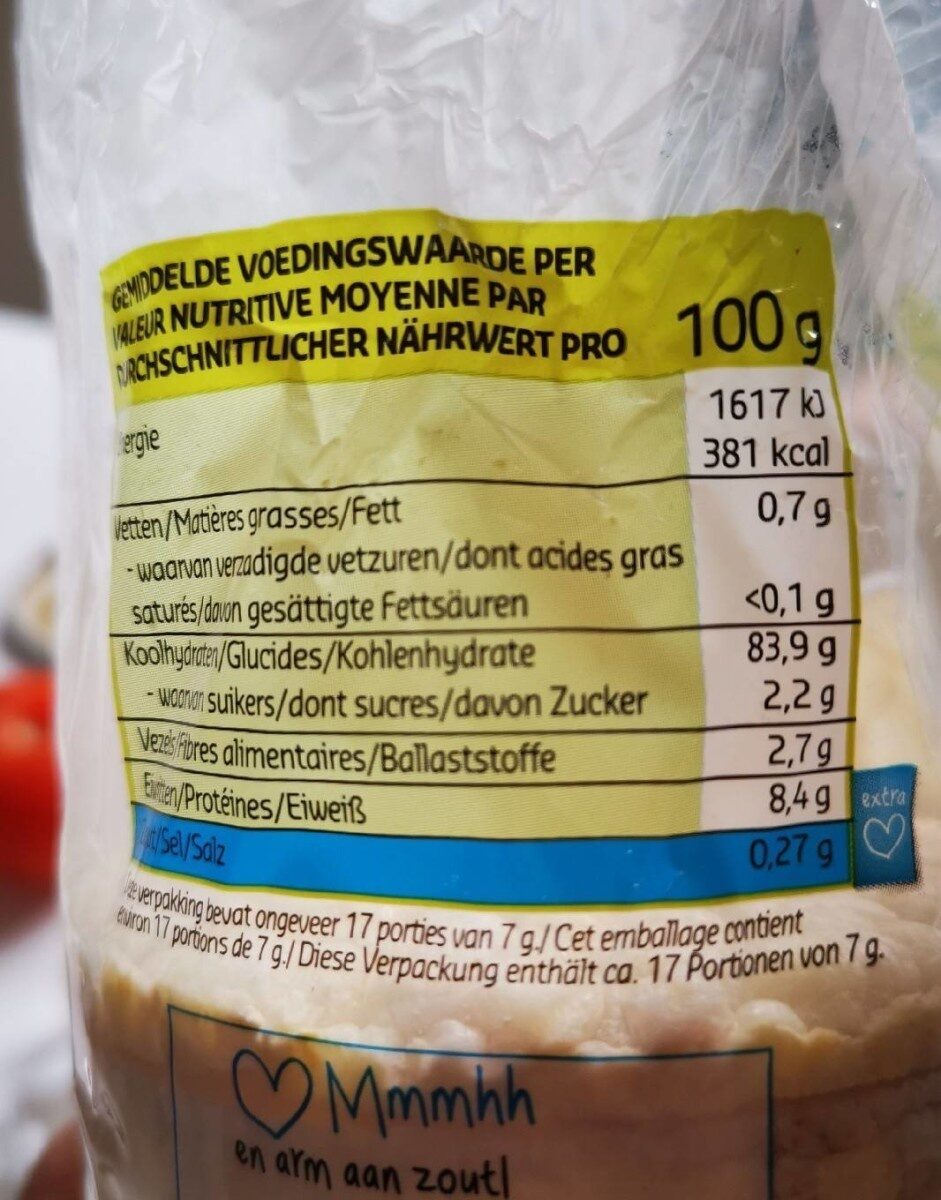 GEMIDDELDE VOEDINGSWAARDE PER
VALEUR NUTRITIVE MOYENNE PAR
DURCHSCHNITTLICHER NÄHRWERT PRO
100 g
Energie
1617 kJ
381 kcal
Vetten/Matières grasses/Fett
0,7 g
- waarvan verzadigde vetzuren/dont acides gras
saturés/davon gesättigte Fettsäuren
<0,1 g
Koolhydraten/Glucides/Kohlenhydrate
83,9 g
- waarvan suikers/dont sucres/davon Zucker
2,2 g
Vezels/Fibres alimentaires/Ballaststoffe
2,7 g
Eiwitten/Protéines/Eiweiß
8,4 g
Zout/Sel/Salz
0,27 g
extra
Deze verpakking bevat ongeveer 17 porties van 7 g./ Cet emballage contient
environ 17 portions de 7 g./ Diese Verpackung enthält ca. 17 Portionen von 7 g.
Mmmhh
en arm aan zout!